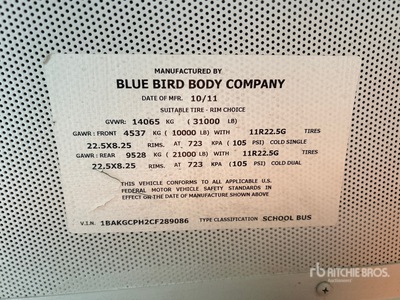 MANUFACTURED BY
BLUE BIRD BODY COMPANY
DATE OF MFR. 10/11
SUITABLE TIRE - RIM CHOICE
GVWR: 14065 KG ( 31000 LB)
GAWR : FRONT 4537 KG ( 10000 LB) WITH 11R22.5G TIRES
22.5X8.25 RIMS. AT 723 KPA ( 105 PSI) COLD SINGLE
GAWR : REAR 9528 KG ( 21000 LB) WITH 11R22.5G TIRES
22.5X8.25 RIMS. AT 723 KPA ( 105 PSI) COLD DUAL
THIS VEHICLE CONFORMS TO ALL APPLICABLE U.S.
FEDERAL MOTOR VEHICLE SAFETY STANDARDS IN
EFFECT ON THE DATE OF MANUFACTURE SHOWN ABOVE
V.I.N. 1BAKGCPH2CF289086 TYPE CLASSIFICATION SCHOOL BUS
rb RITCHIE BROS.
Auctioneers